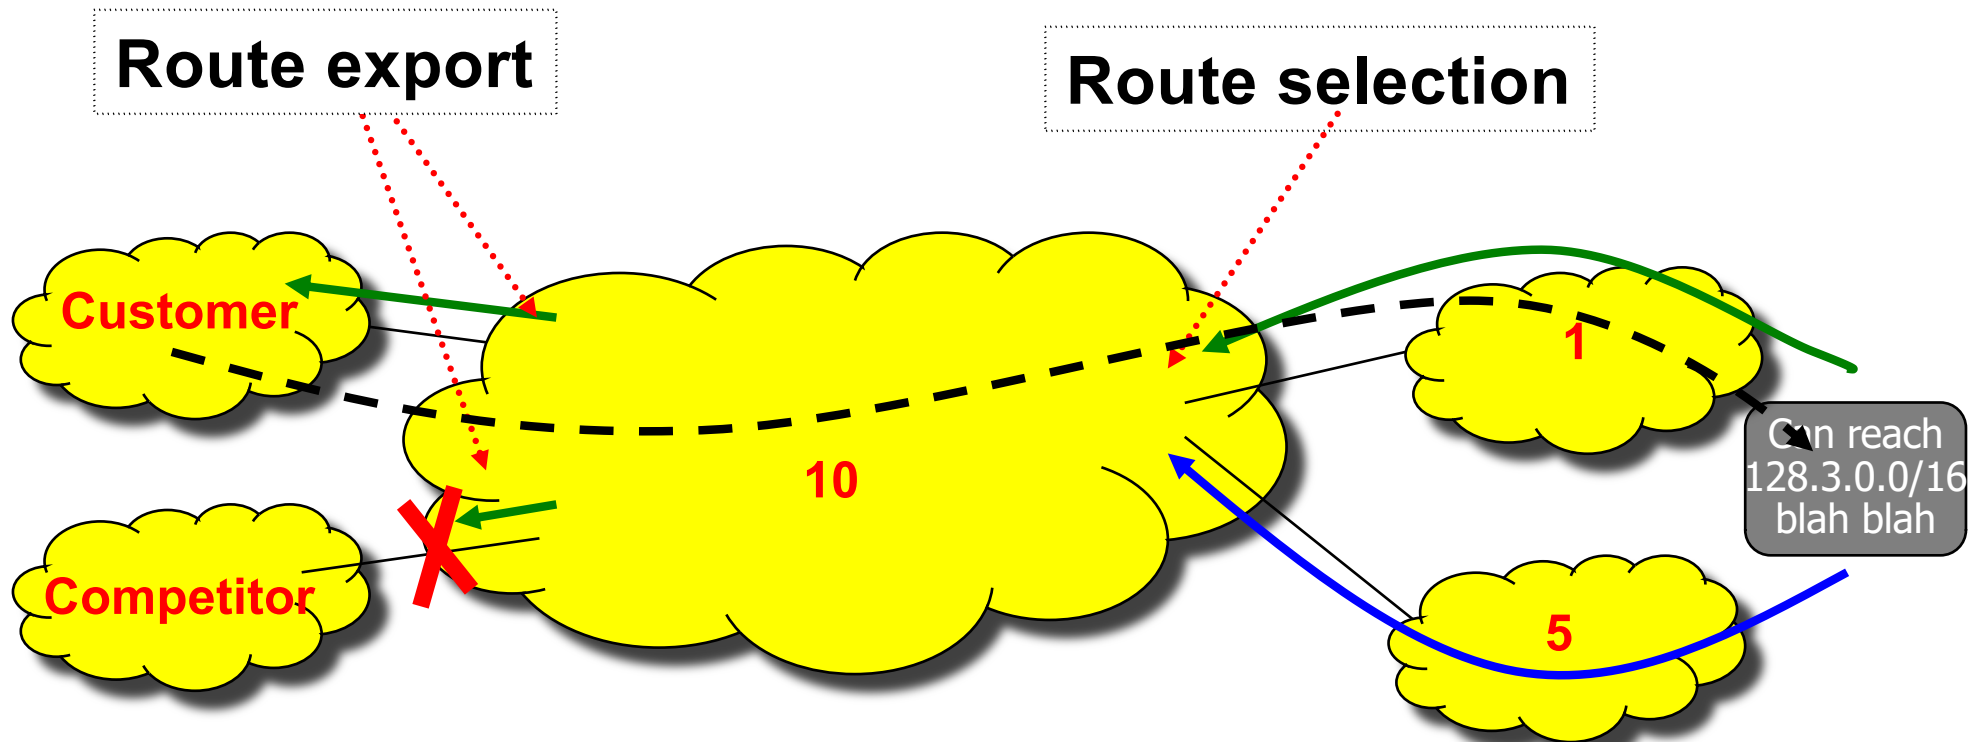 Route export
Route selection
Customer
1
Can reach
128.3.0.0/16
blah blah
10
Competitor
5